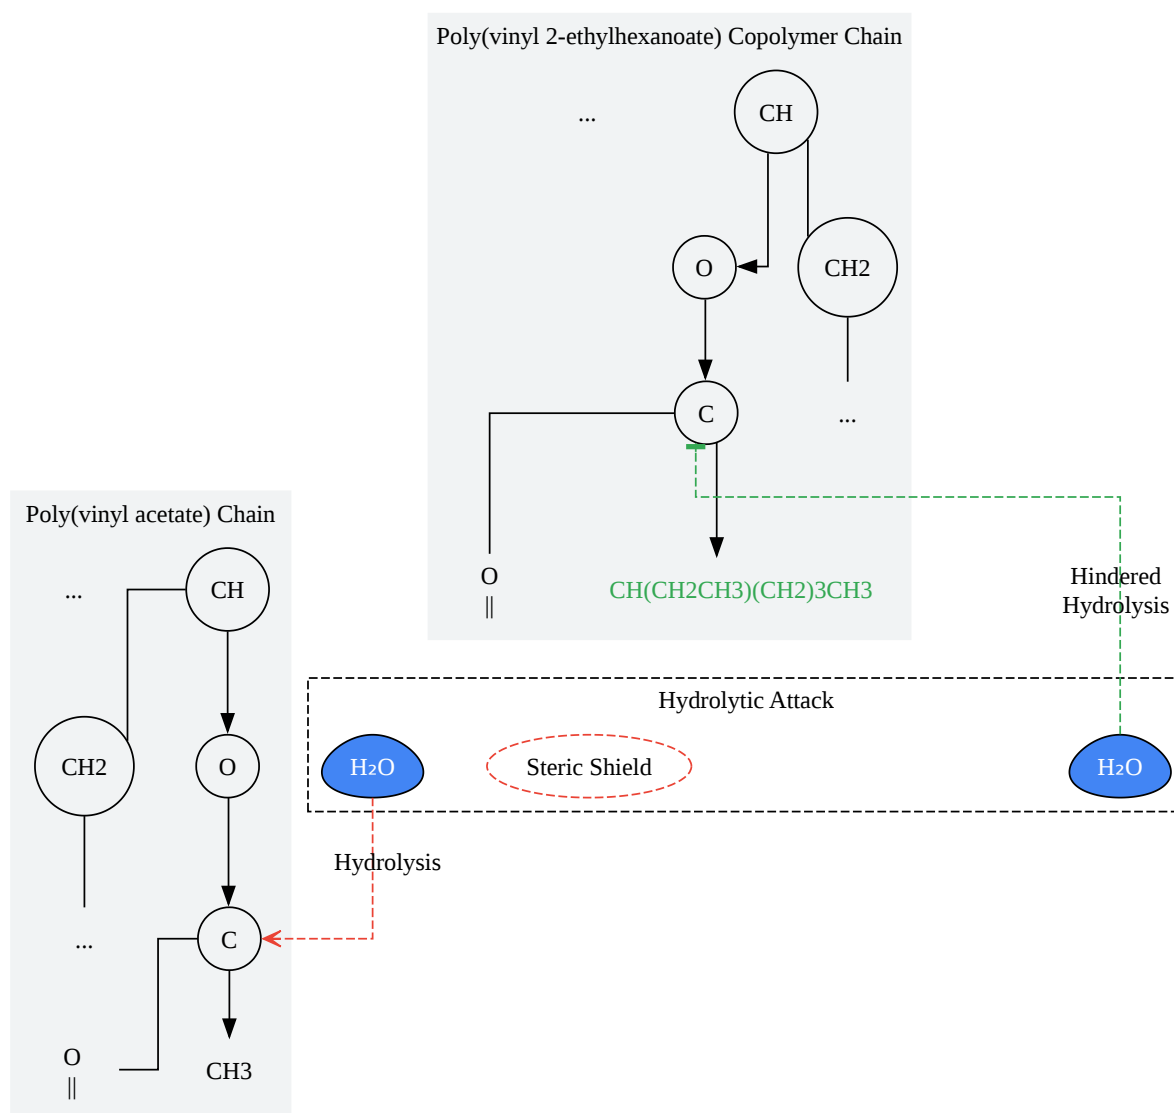 Poly(vinyl 2-ethylhexanoate) Copolymer Chain
...
CH
O
CH2
C
...
O
||
CH(CH2CH3)(CH2)3CH3
Poly(vinyl acetate) Chain
...
CH
CH2
O
...
C
O
||
CH3
Hindered
Hydrolysis
Hydrolytic Attack
H₂O
Steric Shield
H₂O
Hydrolysis